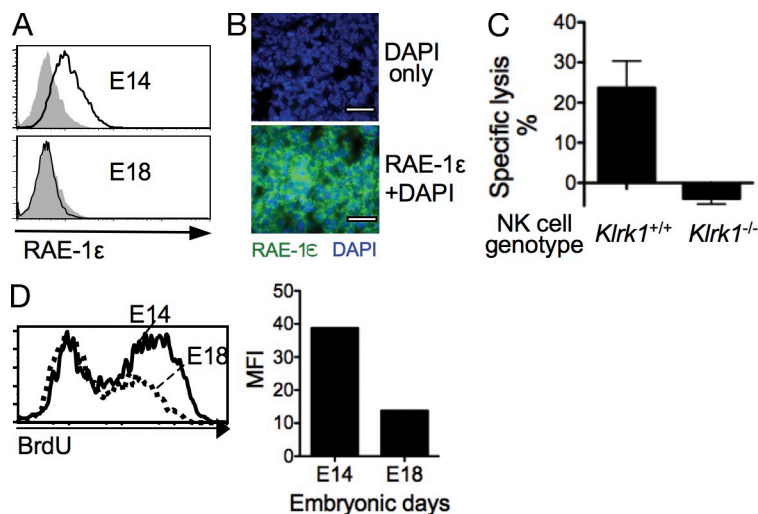 A
E14
E18
RAE-1ε
B
DAPI
only
RAE-1ε
+DAPI
RAE-1ε DAPI
C
Specific lysis
%
40
30
20
10
0
NK cell
genotype
Klrk1+/+ Klrk1-/-
D
E14
E18
BrdU
MFI
50
40
30
20
10
0
E14 E18
Embryonic days